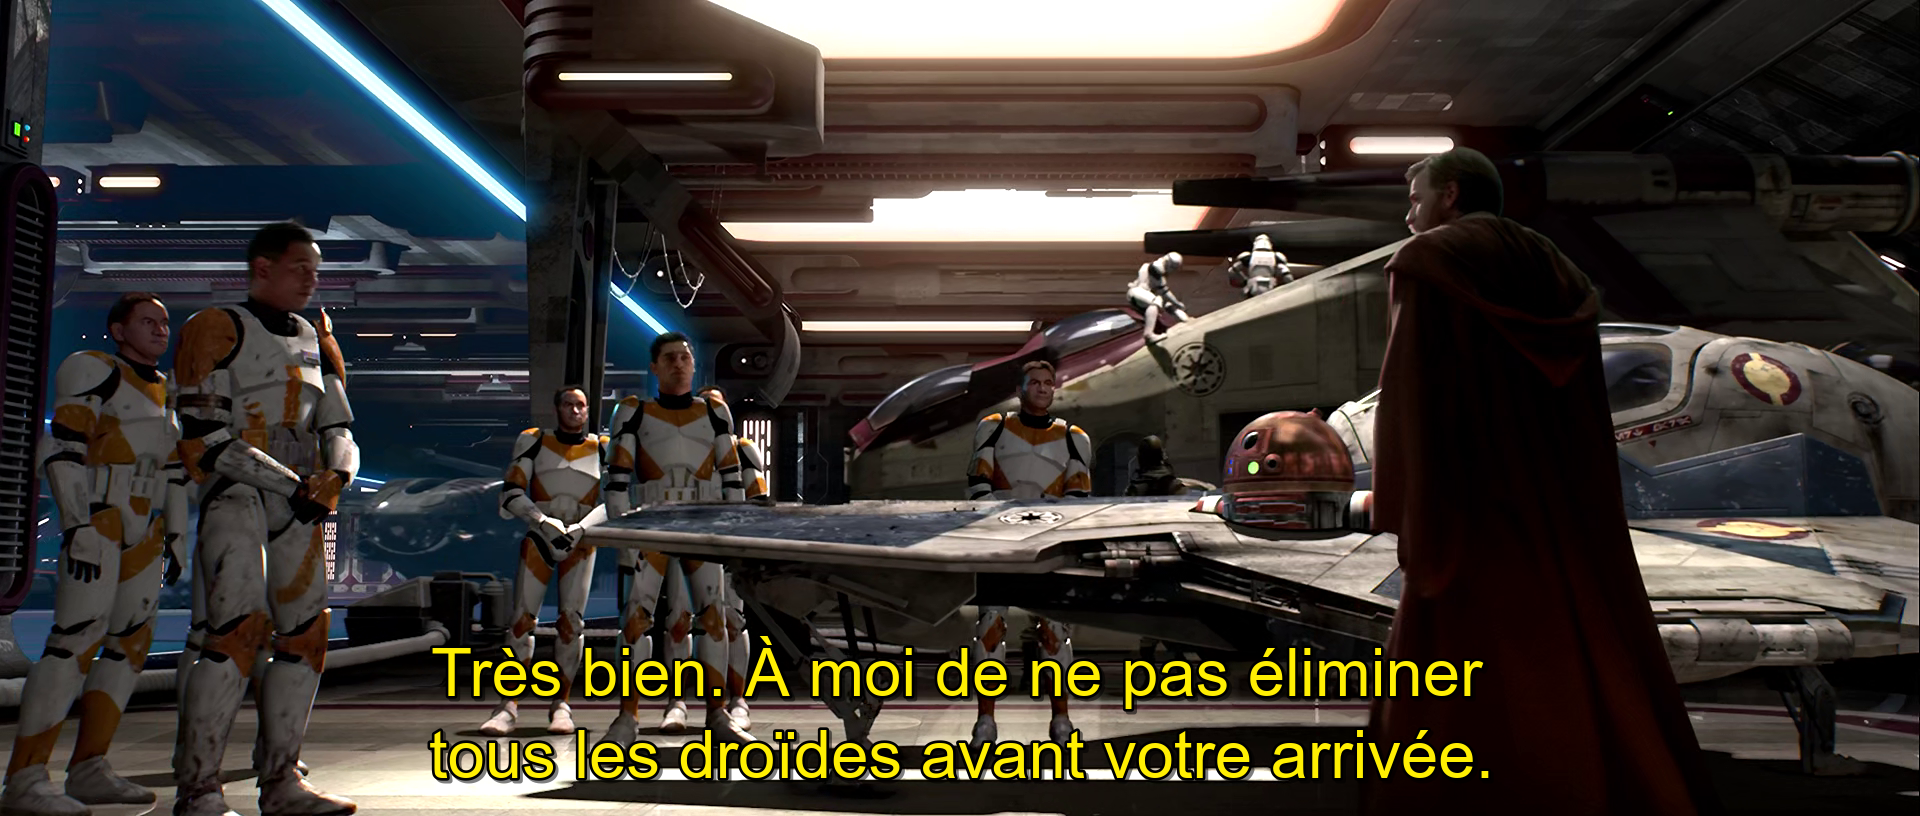 Très bien. À moi de ne pas éliminer
tous les droïdes avant votre arrivée.